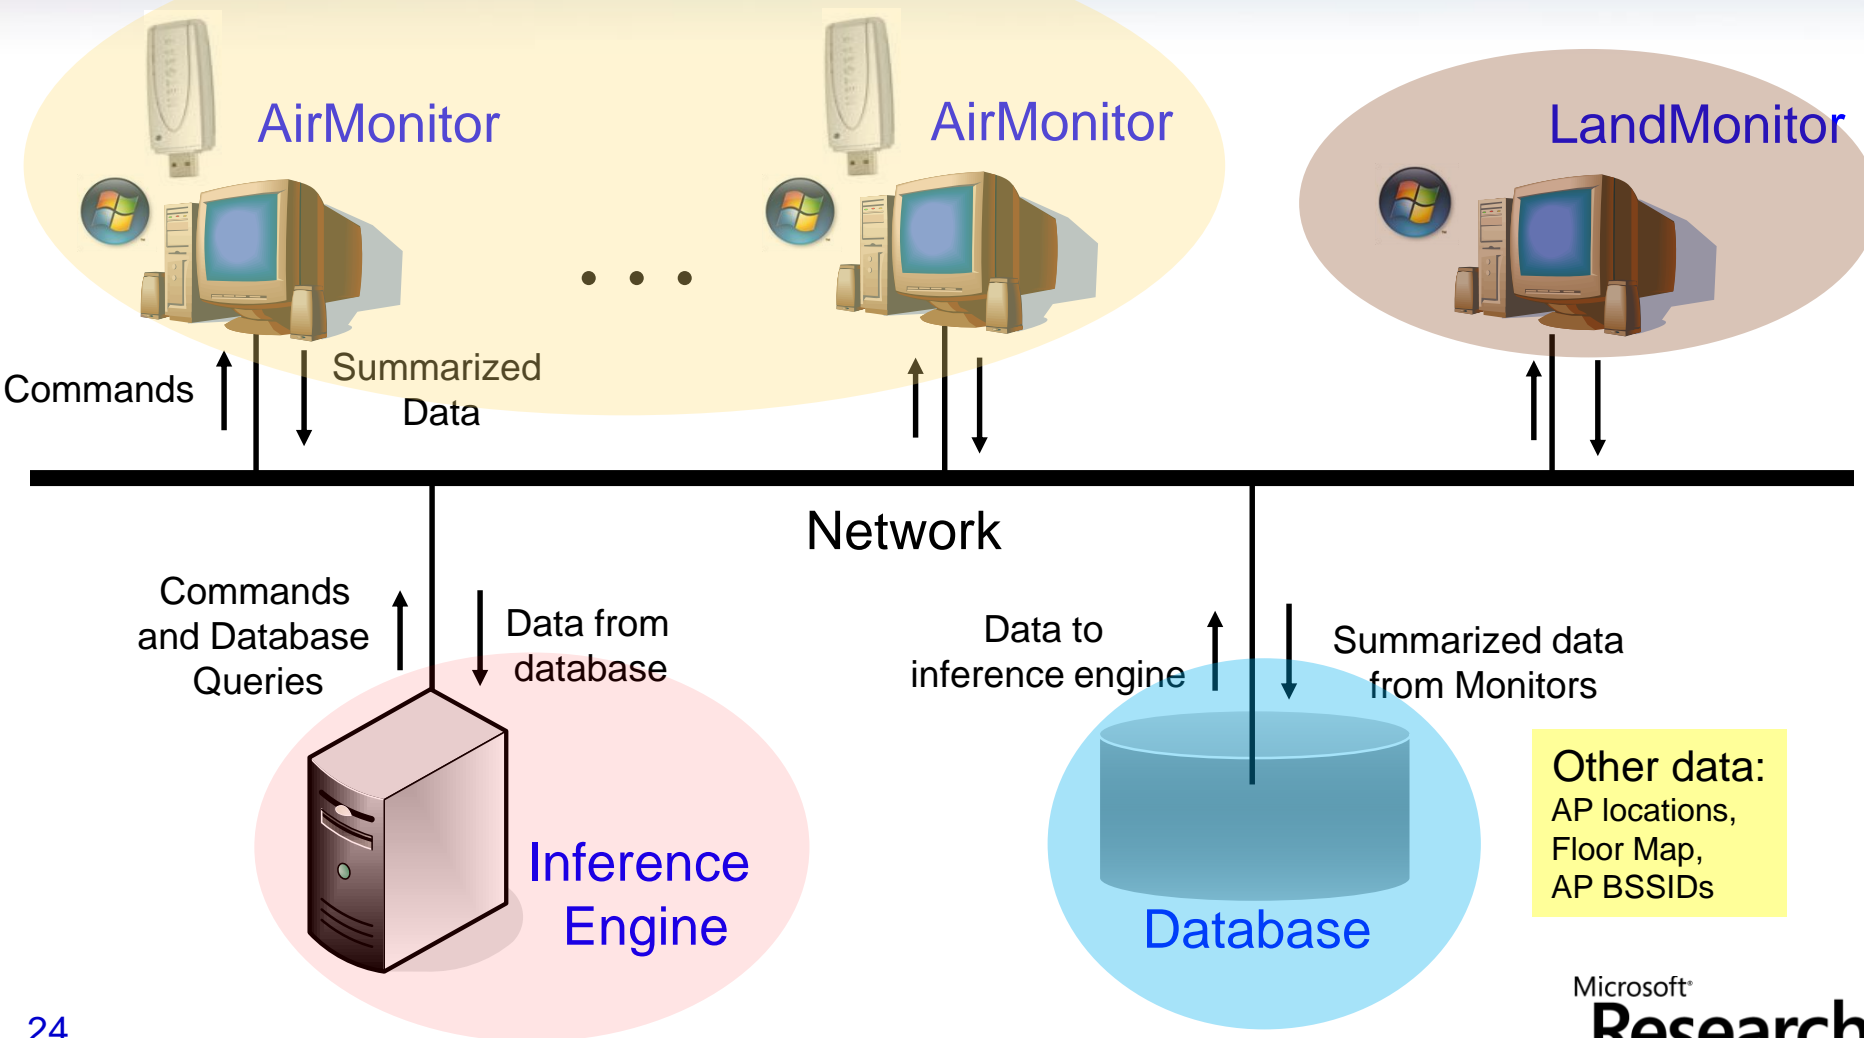 AirMonitor
AirMonitor
LandMonitor
Commands
Summarized
Data
Network
Commands
and Database
Queries
Data from
database
Data to
inference engine
Summarized data
from Monitors
Other data:
AP locations,
Floor Map,
AP BSSIDs
Inference
Engine
Database
Microsoft
Research
24